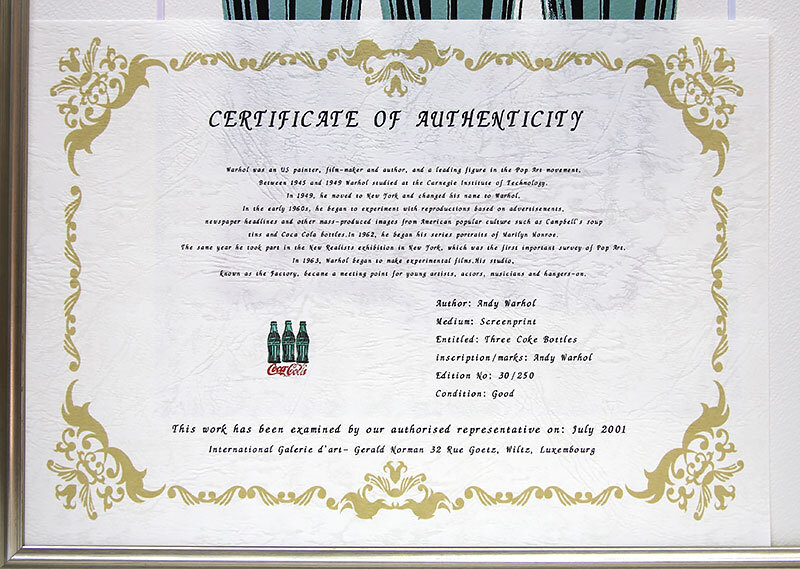 CERTIFICATE OF AUTHENTICITY
Warhol was an US painter, film-maker and author, and a leading figure in the Pop Art movement.
Between 1945 and 1949 Warhol studied at the Carnegie Institute of Technology.
In 1949, he moved to New York and changed his name to Warhol.
In the early 1960s, he began to experiment with reproductions based on advertisements,
newspaper headlines and other mass-produced images from American popular culture such as Campbell's soup
tins and Coca Cola bottles.In 1962, he began his series portraits of Marilyn Monroe.
The same year he took part in the New Realists exhibition in New York, which was the first important survey of Pop Art.
In 1963, Warhol began to make experimental films.His studio,
known as the Factory, became a meeting point for young artists, actors, musicians and hangers-on.
Author: Andy Warhol
Medium: Screenprint
Entitled: Three Coke Bottles
inscription/marks: Andy Warhol
Edition No: 30/250
Condition: Good
Coca-Cola
This work has been examined by our authorised representative on: July 2001
International Galerie d'art- Gerald Norman 32 Rue Goetz, Wiltz, Luxembourg